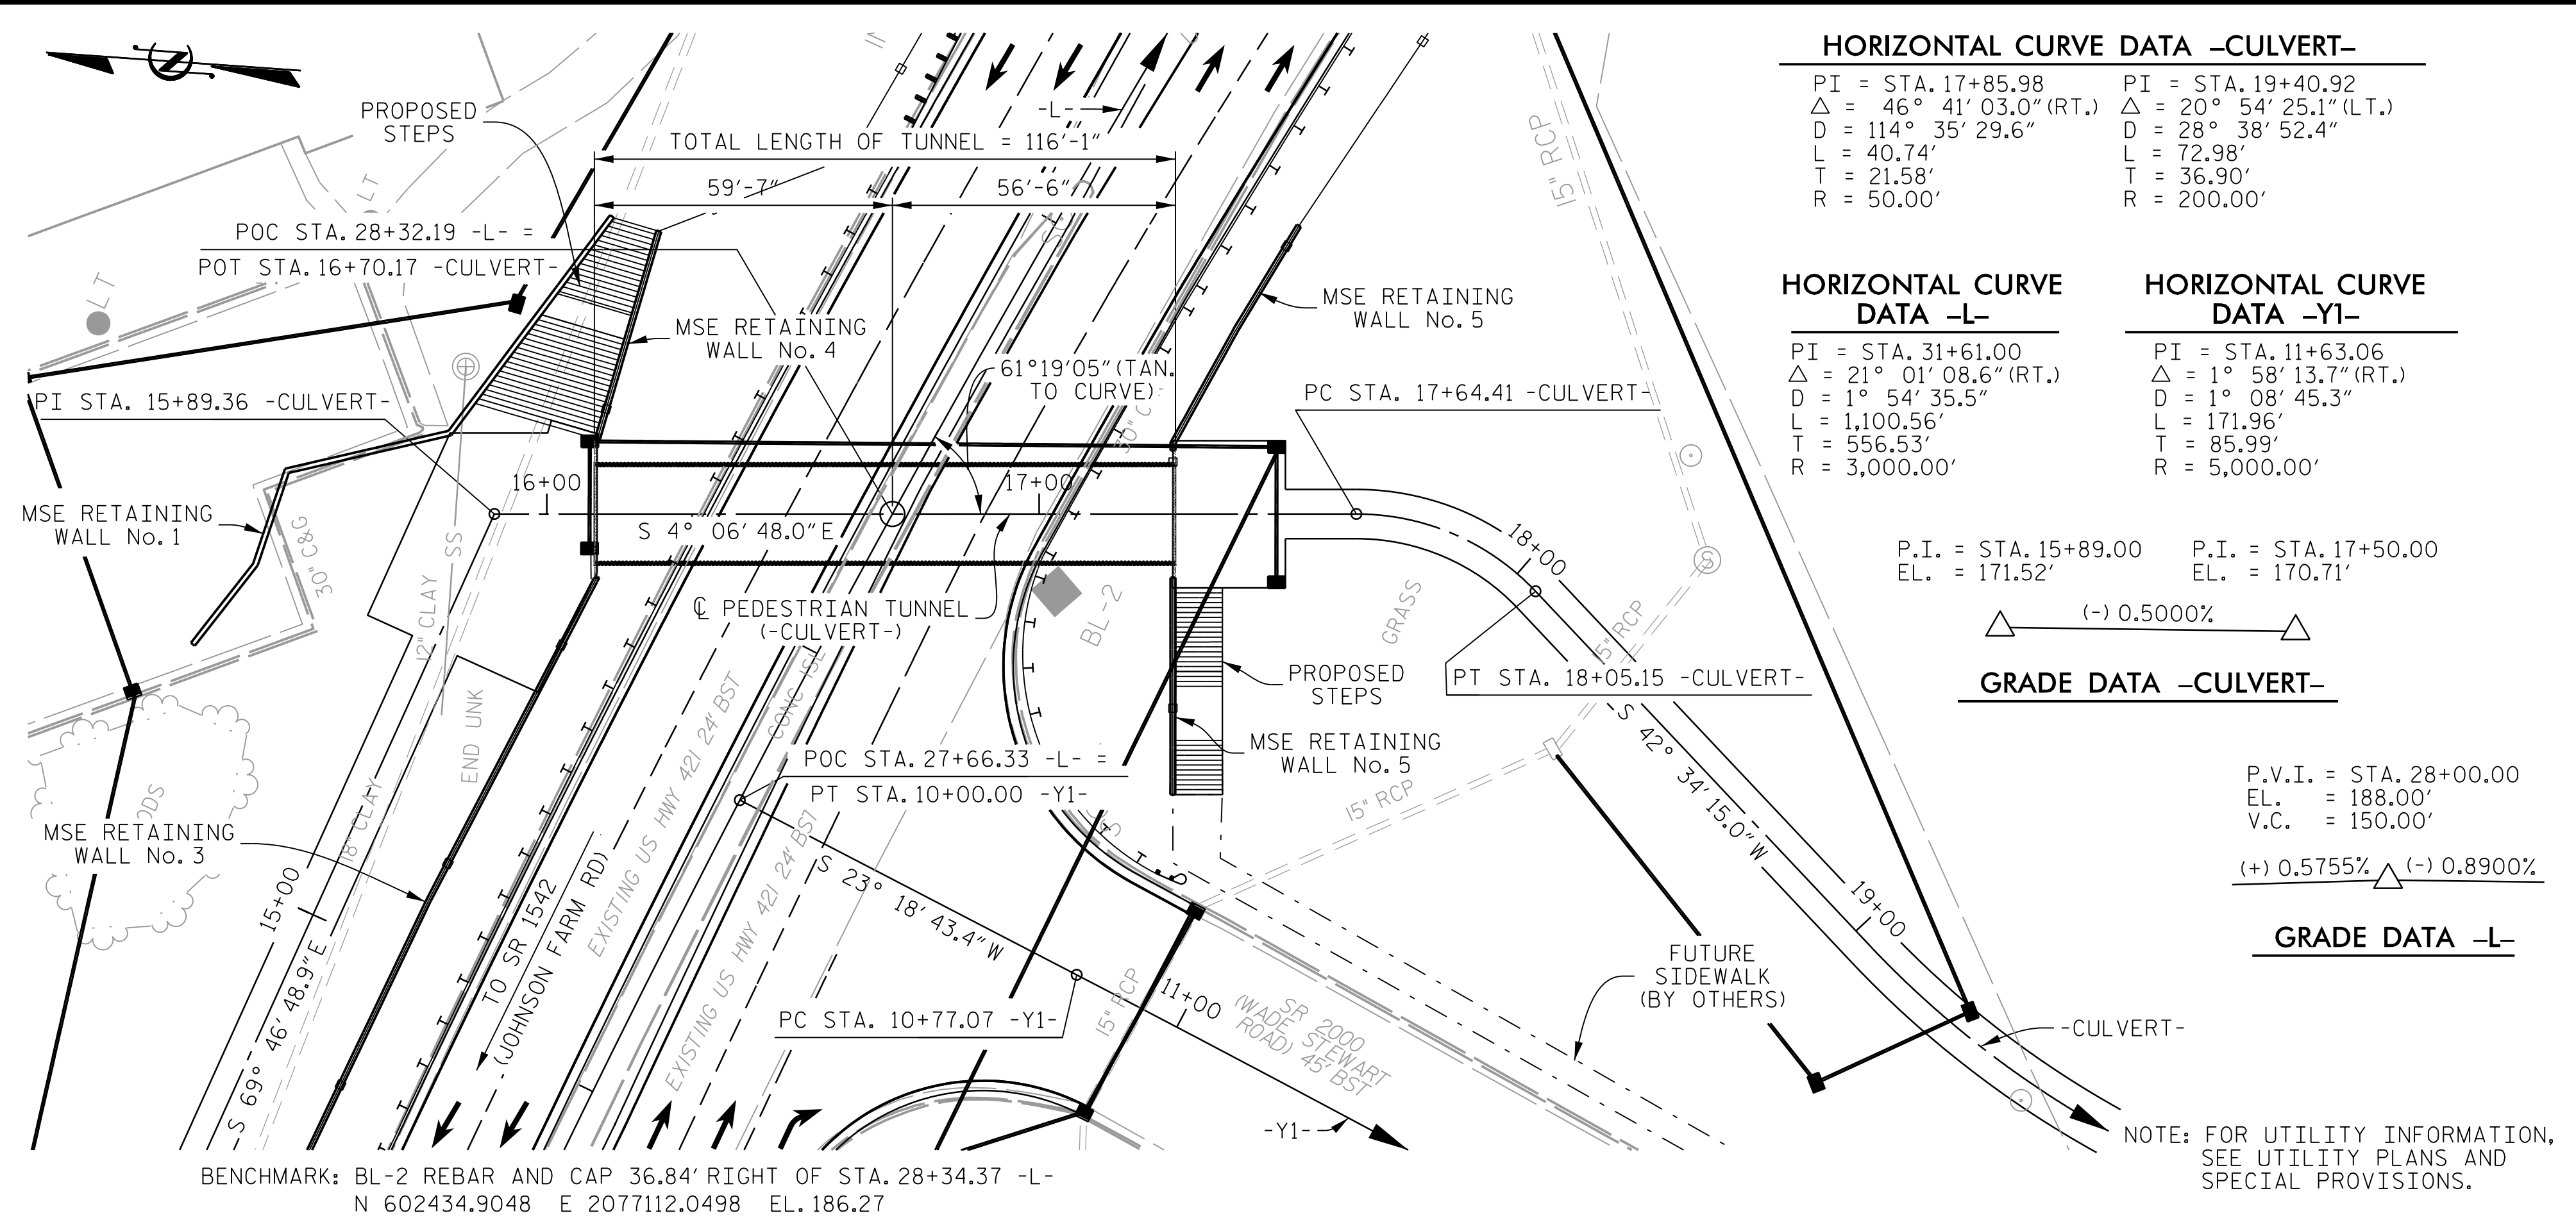 HORIZONTAL CURVE DATA –CULVERT–
PI = STA. 17+85.98
△ = 46° 41' 03.0" (RT.)
D = 114° 35' 29.6"
L = 40.74'
T = 21.58'
R = 50.00'
PI = STA. 19+40.92
△ = 20° 54' 25.1" (LT.)
D = 28° 38' 52.4"
L = 72.98'
T = 36.90'
R = 200.00'
HORIZONTAL CURVE
DATA –L–
PI = STA. 31+61.00
△ = 21° 01' 08.6" (RT.)
D = 1° 54' 35.5"
L = 1,100.56'
T = 556.53'
R = 3,000.00'
HORIZONTAL CURVE
DATA –Y1–
PI = STA. 11+63.06
△ = 1° 58' 13.7" (RT.)
D = 1° 08' 45.3"
L = 171.96'
T = 85.99'
R = 5,000.00'
P.I. = STA. 15+89.00
EL. = 171.52'
P.I. = STA. 17+50.00
EL. = 170.71'
(-) 0.5000%
GRADE DATA –CULVERT–
P.V.I. = STA. 28+00.00
EL. = 188.00'
V.C. = 150.00'
(+) 0.5755%
(-) 0.8900%
GRADE DATA –L–
PROPOSED
STEPS
TOTAL LENGTH OF TUNNEL = 116'-1"
59'-7"
56'-6"
-L-
15" RCP
LT
LT
POC STA. 28+32.19 -L- =
POT STA. 16+70.17 -CULVERT-
MSE RETAINING
WALL No. 4
MSE RETAINING
WALL No. 5
61°19'05" (TAN.
TO CURVE)
30" C
PI STA. 15+89.36 -CULVERT-
PC STA. 17+64.41 -CULVERT-
16+00
17+00
18+00
S 4° 06' 48.0" E
MSE RETAINING
WALL No. 1
30" C&G
12" CLAY
SS
℄ PEDESTRIAN TUNNEL
(-CULVERT-)
BL-2
GRASS
15" RCP
PROPOSED
STEPS
PT STA. 18+05.15 -CULVERT-
END UNK
CONC ISL
EXISTING US HWY 421 24' BST
MSE RETAINING
WALL No. 5
S 42° 34' 15.0" W
POC STA. 27+66.33 -L- =
PT STA. 10+00.00 -Y1-
15" RCP
MSE RETAINING
WALL No. 3
18" CLAY
15+00
S 69° 46' 48.9" E
TO SR 1542
(JOHNSON FARM RD)
EXISTING US HWY 421 24' BST
S 23° 18' 43.4" W
19+00
FUTURE
SIDEWALK
(BY OTHERS)
PC STA. 10+77.07 -Y1-
15" RCP
11+00
SR 2000
(WADE STEWART
ROAD) 45' BST
-CULVERT-
-Y1-
NOTE: FOR UTILITY INFORMATION,
SEE UTILITY PLANS AND
SPECIAL PROVISIONS.
BENCHMARK: BL-2 REBAR AND CAP 36.84' RIGHT OF STA. 28+34.37 -L-
N 602434.9048 E 2077112.0498 EL. 186.27